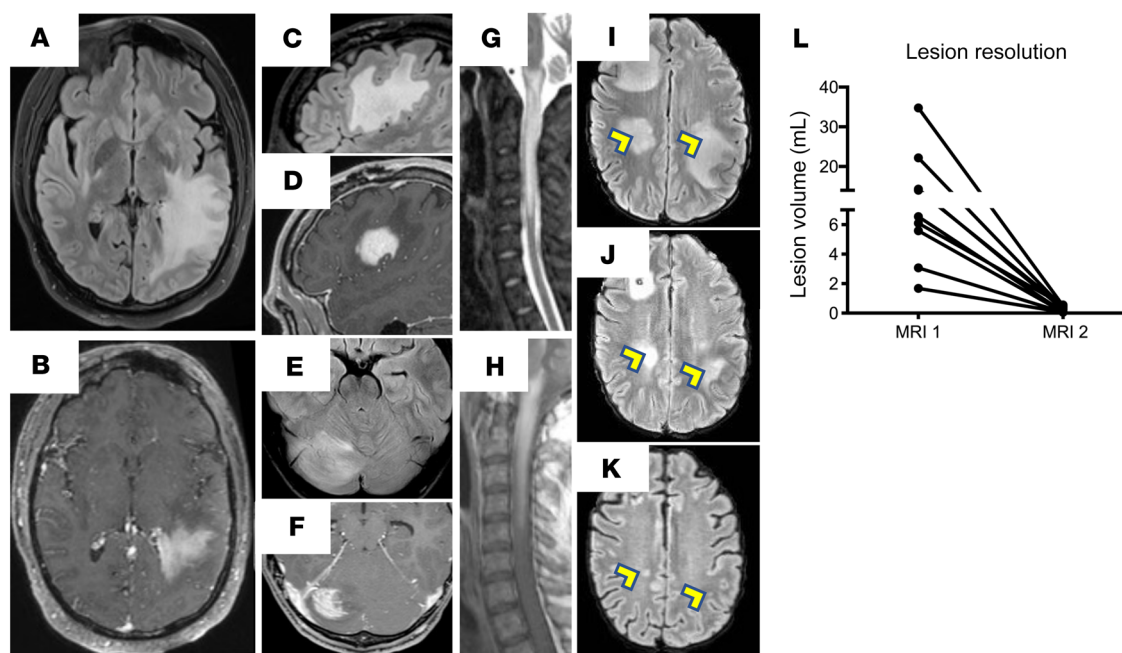 A
B
C
D
E
F
G
H
I
J
K
L
Lesion resolution
Lesion volume (mL)
40
30
20
6
4
2
0
MRI 1
MRI 2